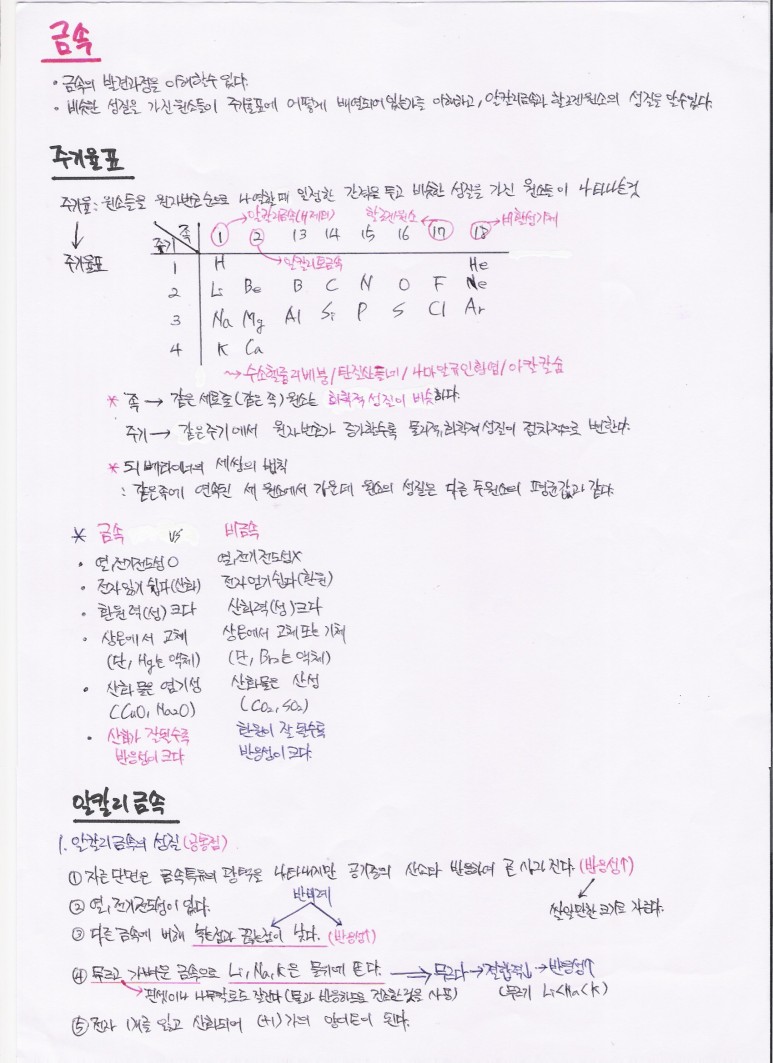 금속
· 금속의 발견과정을 이해할수 있다.
· 비슷한 성질을 가진 원소들이 주기율표에 어떻게 배열되어있는가를 이해하고, 알칼리금속과 할로겐원소의 성질을 알수있다.
주기율표
주기율: 원소들을 원자번호순으로 나열할때 일정한 간격을 두고 비슷한 성질을 가진 원소들이 나타나는것
↓
주기율표
→알칼리금속(H제외) 할로겐원소← →비활성기체
주기 족 ① ② 13 14 15 16 ⑰ ⑱
→알칼리토금속
1 H He
2 Li Be B C N O F Ne
3 Na Mg Al Si P S Cl Ar
4 K Ca
~→ 수소헬륨리베붕/탄질산플네/나마알규인황염/아칼칼슘
* 족 → 같은 세로줄(같은 족)원소는 화학적성질이 비슷하다.
주기 → 같은주기에서 원자번호가 증가할수록 물리적,화학적성질이 점차적으로 변한다.
* 되베라이너의 세쌍의 법칙
: 같은족에 연속된 세 원소에서 가운데 원소의 성질은 다른 두원소의 평균값과 같다.
* 금속 vs 비금속
· 열,전기전도성 O 열,전기전도성X
· 전자잃기 쉽다(산화) 전자얻기쉽다(환원)
· 환원력(성) 크다 산화력(성)크다
· 상온에서 고체 상온에서 고체또는 기체
(단, Hg는 액체) (단, Br₂는 액체)
· 산화물은 염기성 산화물은 산성
(CaO, Na2O) (CO₂, SO₂)
· 산화가 잘될수록 환원이 잘 될수록
반응성이 크다. 반응성이 크다.
알칼리금속
1. 알칼리금속의 성질(공통점)
① 자른단면은 금속특유의 광택을 나타내지만 공기중의 산소와 반응하여 곧 사라진다.(반응성↑)
쌀알만한 크기로 자른다.
② 열,전기전도성이 있다.
반비례
③ 다른 금속에 비해 녹는점과 끓는점이 낮다.(반응성↑)
④ 무르고 가벼운 금속으로 Li, Na, K은 물위에 뜬다. → 무르다→결합력↓→반응성↑
→핀셋이나 나무막대로도 잘린다(물과 반응하므로 건조한것을 사용) (무르기 Li<Na<K)
⑤ 전자 1개를 잃고 산화되어 (+1)가의 양이온이 된다.